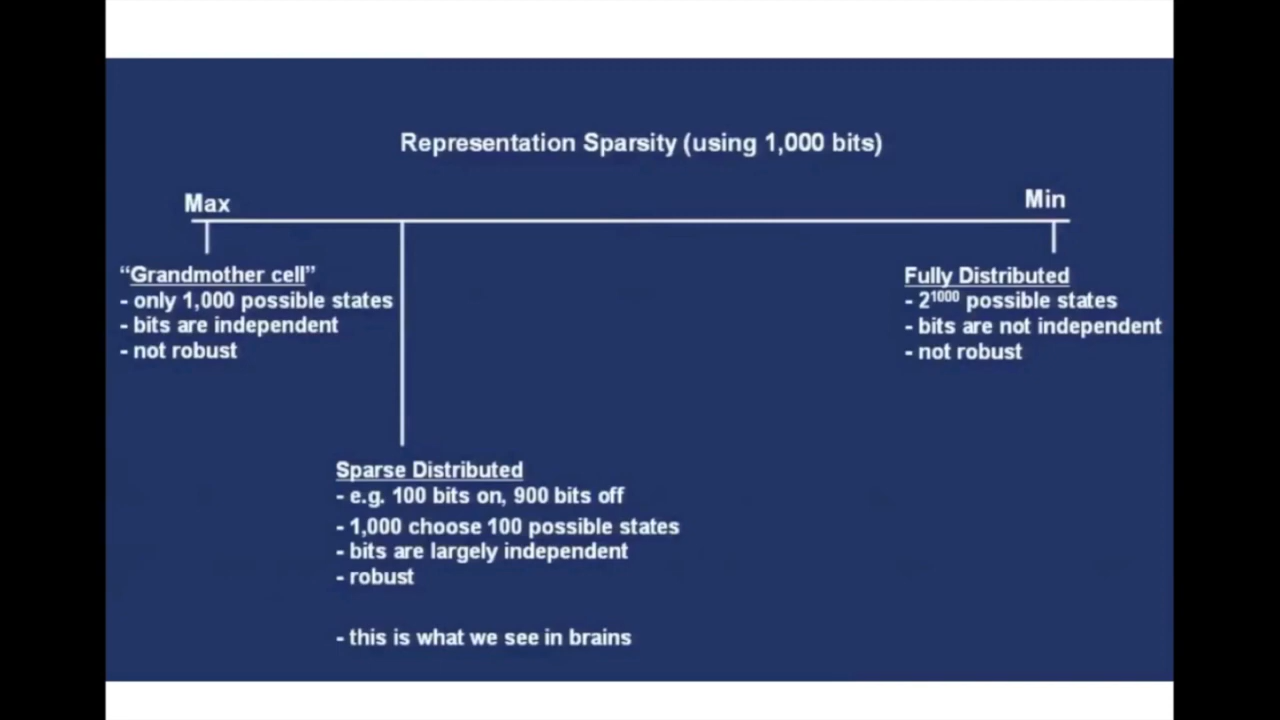 Representation Sparsity (using 1,000 bits)
Max
Min
“Grandmother cell”
- only 1,000 possible states
- bits are independent
- not robust
Fully Distributed
- 2¹⁰⁰⁰ possible states
- bits are not independent
- not robust
Sparse Distributed
- e.g. 100 bits on, 900 bits off
- 1,000 choose 100 possible states
- bits are largely independent
- robust
- this is what we see in brains